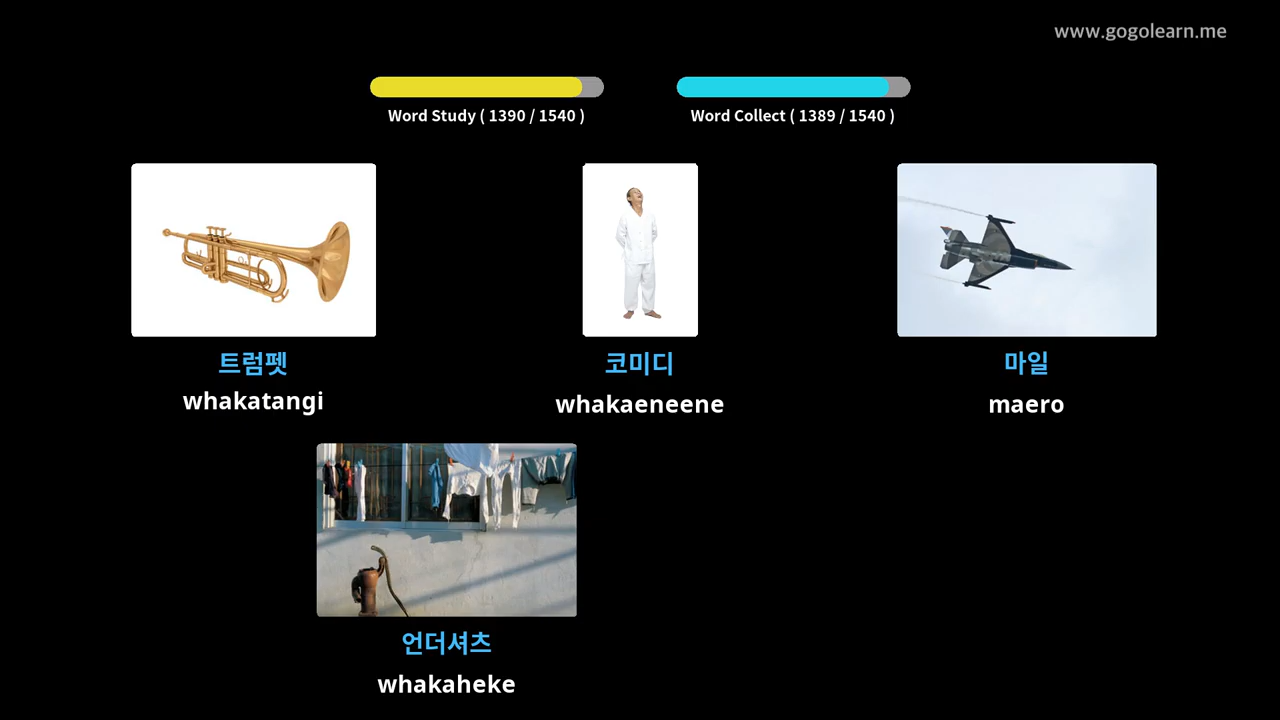 www.gogolearn.me
Word Study ( 1390 / 1540 )
Word Collect ( 1389 / 1540 )
트럼펫
whakatangi
코미디
whakaeneene
마일
maero
언더셔츠
whakaheke